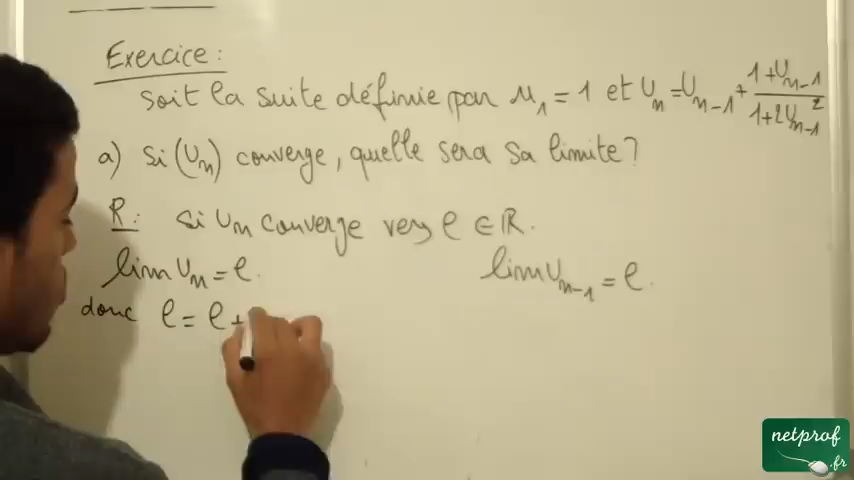 Exercice :
soit la suite définie par u₁ = 1 et Uₙ = Uₙ₋₁ + (1+Uₙ₋₁)/(1+2Uₙ₋₁²)
a) Si (Uₙ) converge, quelle sera sa limite ?
R : si Uₙ converge vers ℓ ∈ ℝ.
lim Uₙ = ℓ. lim Uₙ₋₁ = ℓ.
donc ℓ = ℓ +
netprof
.fr